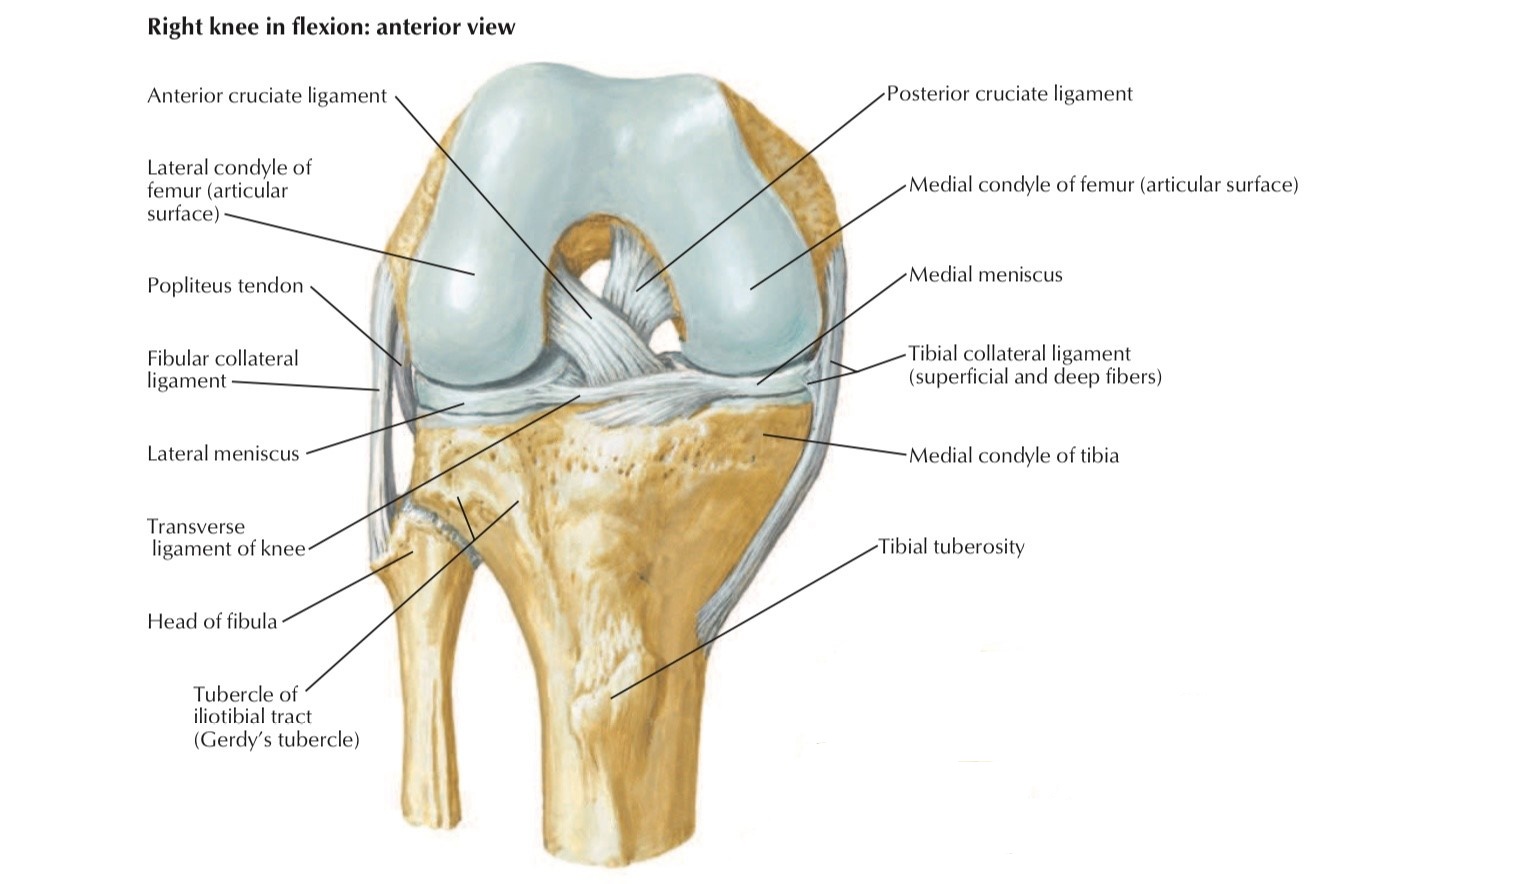 Right knee in flexion: anterior view
Anterior cruciate ligament
Lateral condyle of
femur (articular
surface)
Popliteus tendon
Fibular collateral
ligament
Lateral meniscus
Transverse
ligament of knee
Head of fibula
Tubercle of
iliotibial tract
(Gerdy's tubercle)
Posterior cruciate ligament
Medial condyle of femur (articular surface)
Medial meniscus
Tibial collateral ligament
(superficial and deep fibers)
Medial condyle of tibia
Tibial tuberosity